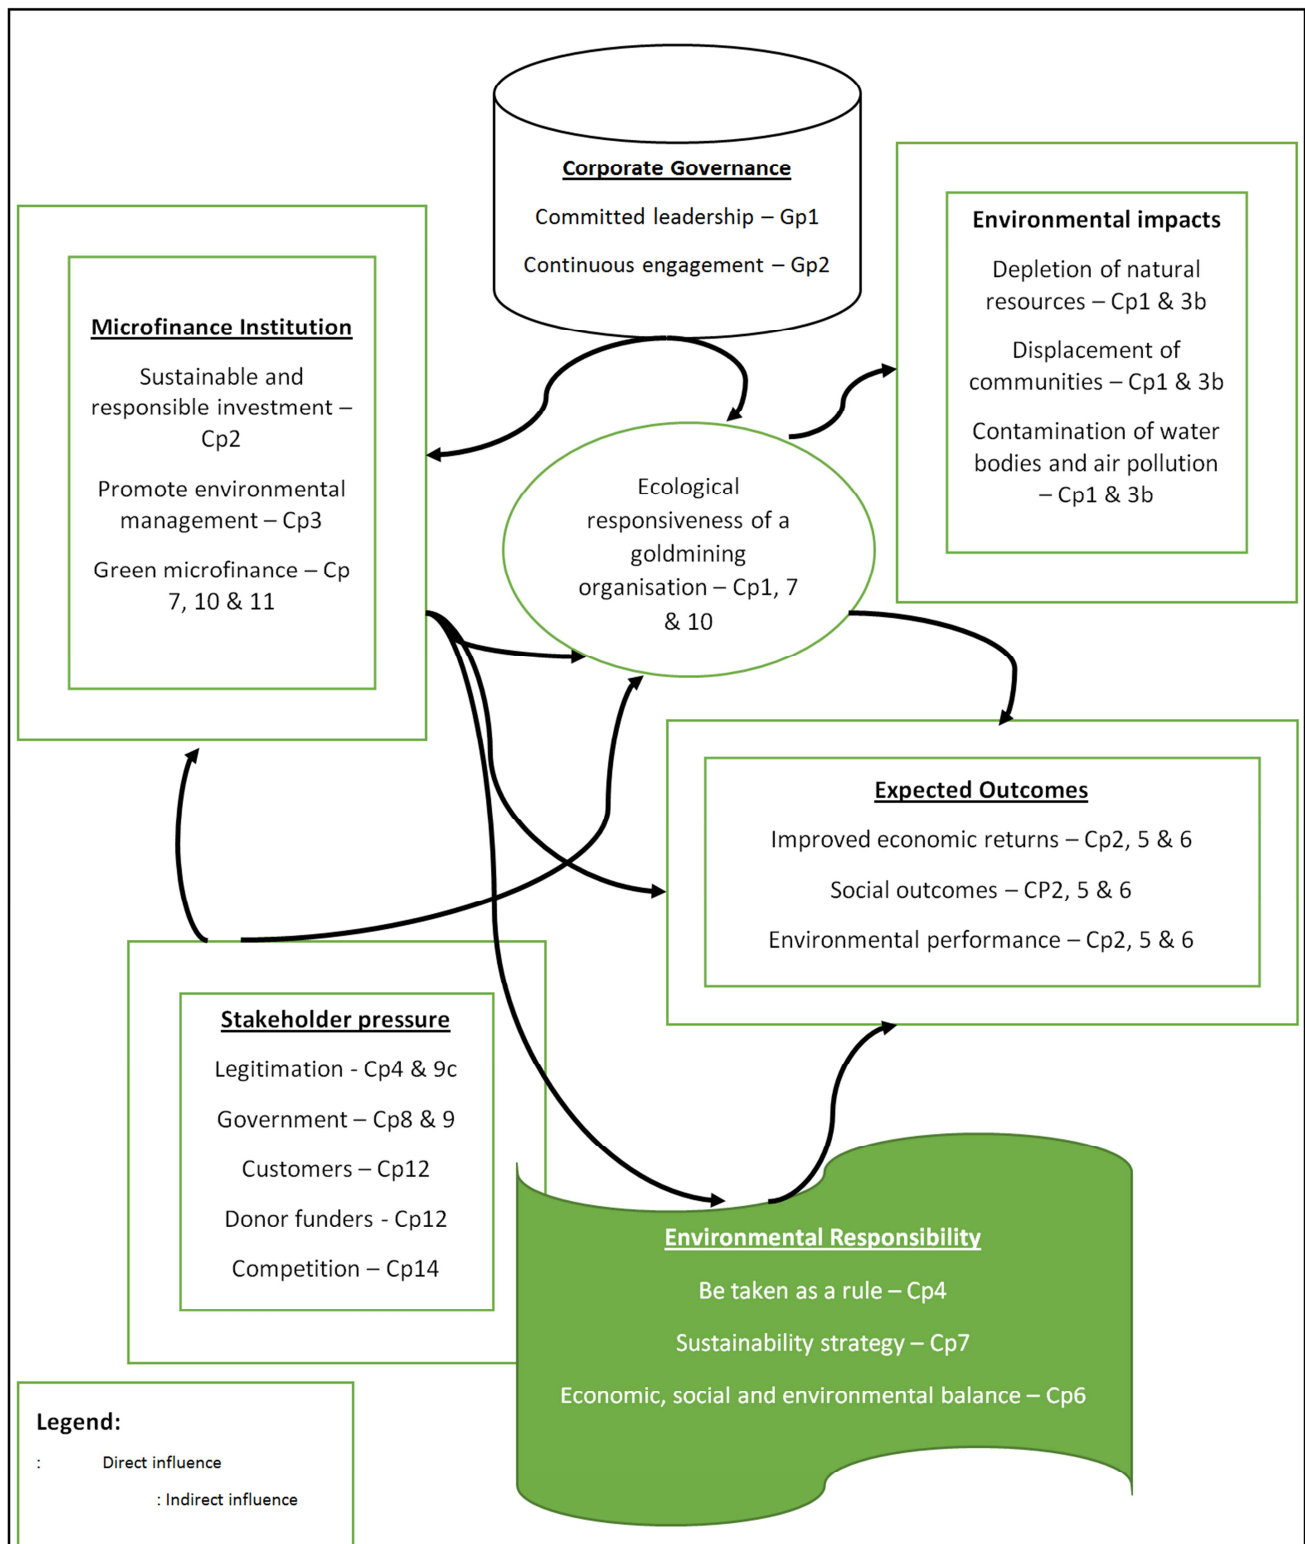 Corporate Governance
Committed leadership – Gp1
Continuous engagement – Gp2
Environmental impacts
Depletion of natural
resources – Cp1 & 3b
Displacement of
communities – Cp1 & 3b
Contamination of water
bodies and air pollution
– Cp1 & 3b
Microfinance Institution
Sustainable and
responsible investment –
Cp2
Promote environmental
management – Cp3
Green microfinance – Cp
7, 10 & 11
Ecological
responsiveness of a
goldmining
organisation – Cp1, 7
& 10
Expected Outcomes
Improved economic returns – Cp2, 5 & 6
Social outcomes – CP2, 5 & 6
Environmental performance – Cp2, 5 & 6
Stakeholder pressure
Legitimation - Cp4 & 9c
Government – Cp8 & 9
Customers – Cp12
Donor funders - Cp12
Competition – Cp14
Environmental Responsibility
Be taken as a rule – Cp4
Sustainability strategy – Cp7
Economic, social and environmental balance – Cp6
Legend:
: Direct influence
: Indirect influence